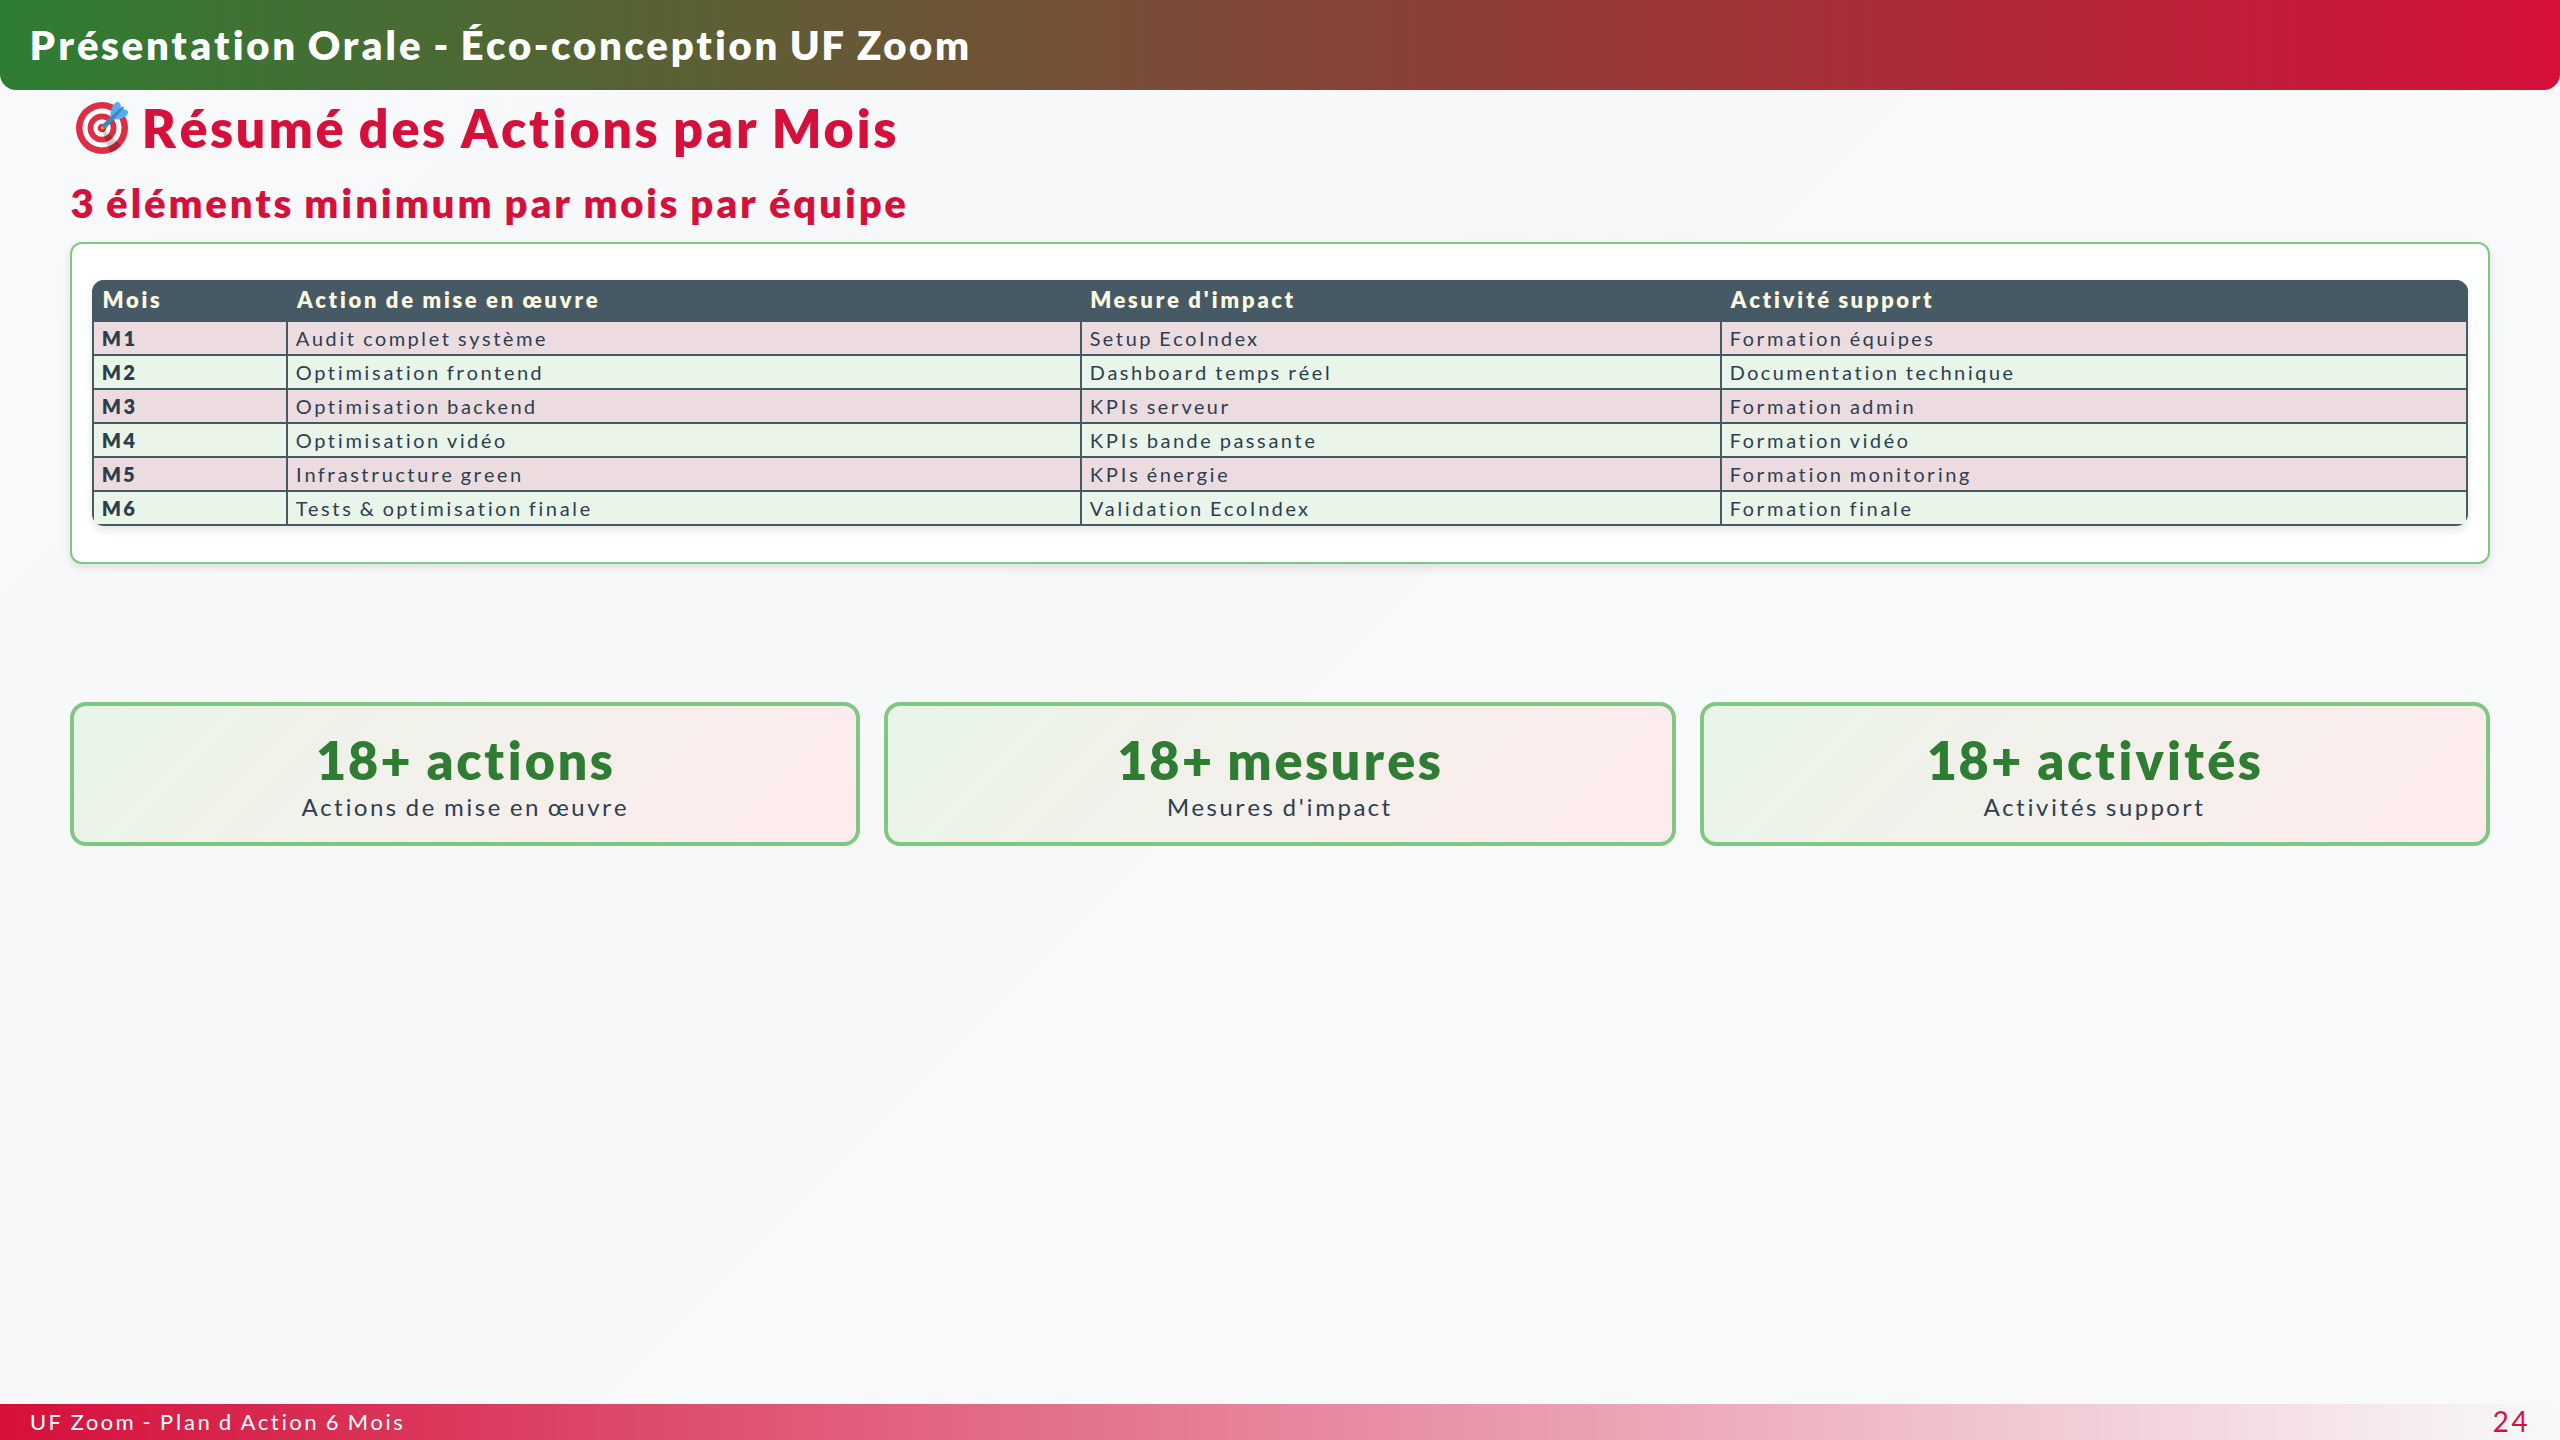 Présentation Orale - Éco-conception UF Zoom
Résumé des Actions par Mois
3 éléments minimum par mois par équipe
Mois Action de mise en œuvre Mesure d'impact Activité support
M1 Audit complet système Setup EcoIndex Formation équipes
M2 Optimisation frontend Dashboard temps réel Documentation technique
M3 Optimisation backend KPIs serveur Formation admin
M4 Optimisation vidéo KPIs bande passante Formation vidéo
M5 Infrastructure green KPIs énergie Formation monitoring
M6 Tests & optimisation finale Validation EcoIndex Formation finale
18+ actions
Actions de mise en œuvre
18+ mesures
Mesures d'impact
18+ activités
Activités support
UF Zoom - Plan d Action 6 Mois
24